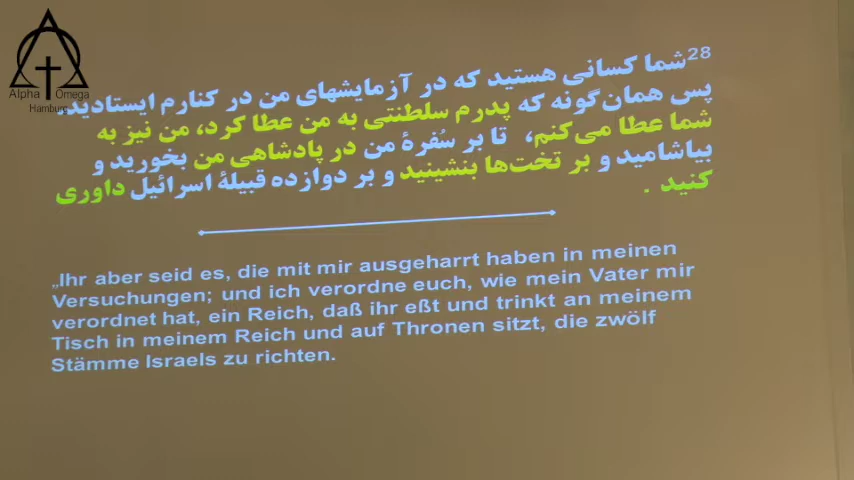 Alpha Omega
Hamburg
²⁸شما کسانی هستید که در آزمایشهای من در کنارم ایستادید.
پس همان‌گونه که پدرم سلطنتی به من عطا کرد، من نیز به
شما عطا می‌کنم، تا بر سُفرهٔ من در پادشاهی من بخورید و
بیاشامید و بر تخت‌ها بنشینید و بر دوازده قبیلهٔ اسرائیل داوری
کنید .
„Ihr aber seid es, die mit mir ausgeharrt haben in meinen
Versuchungen; und ich verordne euch, wie mein Vater mir
verordnet hat, ein Reich, daß ihr eßt und trinkt an meinem
Tisch in meinem Reich und auf Thronen sitzt, die zwölf
Stämme Israels zu richten.